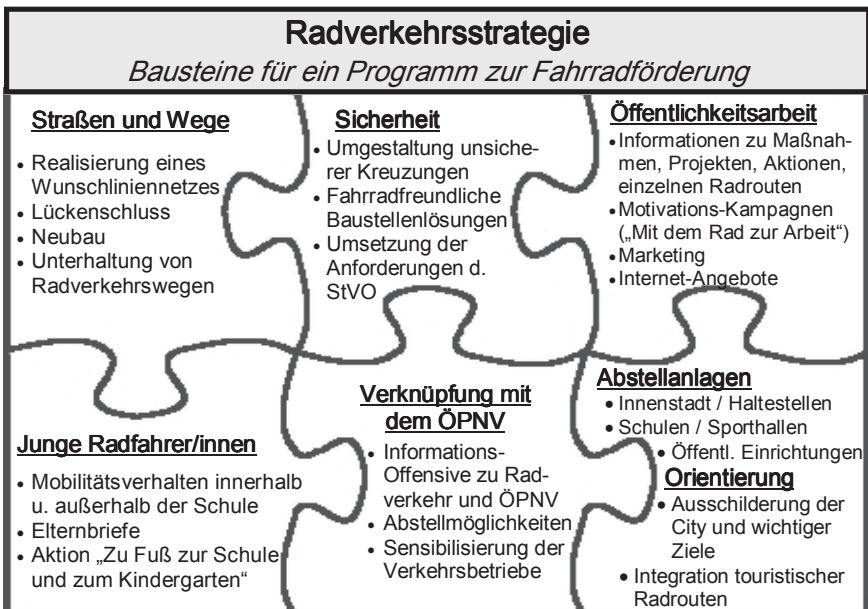 Radverkehrsstrategie
Bausteine für ein Programm zur Fahrradförderung
Straßen und Wege
• Realisierung eines
Wunschliniennetzes
• Lückenschluss
• Neubau
• Unterhaltung von
Radverkehrswegen
Sicherheit
• Umgestaltung unsiche-
rer Kreuzungen
• Fahrradfreundliche
Baustellenlösungen
• Umsetzung der
Anforderungen d.
StVO
Öffentlichkeitsarbeit
• Informationen zu Maßnah-
men, Projekten, Aktionen,
einzelnen Radrouten
• Motivations-Kampagnen
(„Mit dem Rad zur Arbeit“)
• Marketing
• Internet-Angebote
Junge Radfahrer/innen
• Mobilitätsverhalten innerhalb
u. außerhalb der Schule
• Elternbriefe
• Aktion „Zu Fuß zur Schule
und zum Kindergarten“
Verknüpfung mit
dem ÖPNV
• Informations-
Offensive zu Rad-
verkehr und ÖPNV
• Abstellmöglichkeiten
• Sensibilisierung der
Verkehrsbetriebe
Abstellanlagen
• Innenstadt / Haltestellen
• Schulen / Sporthallen
• Öffentl. Einrichtungen
Orientierung
• Ausschilderung der
City und wichtiger
Ziele
• Integration touristischer
Radrouten